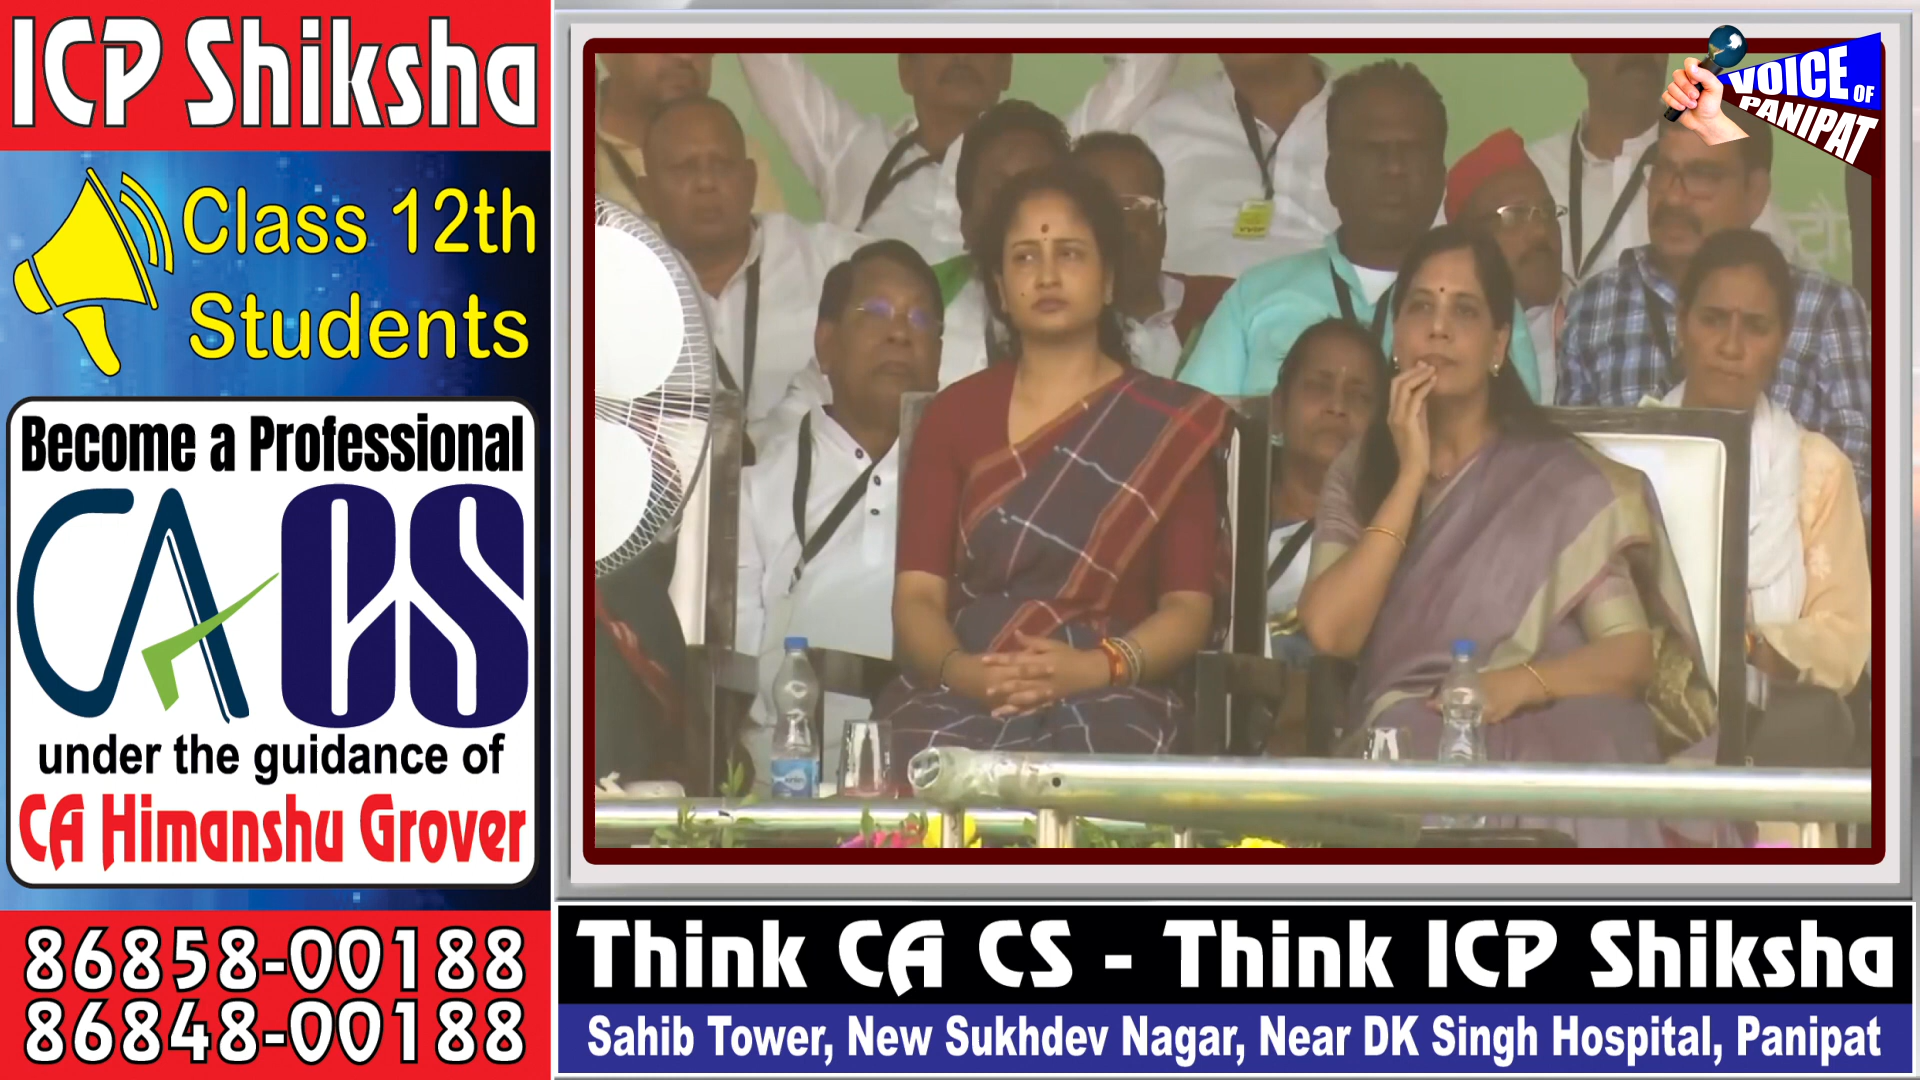 ICP Shiksha
Class 12th
Students
Become a Professional
CA CS
under the guidance of
CA Himanshu Grover
86858-00188
86848-00188
VOICE OF
PANIPAT
VVIP
Think CA CS - Think ICP Shiksha
Sahib Tower, New Sukhdev Nagar, Near DK Singh Hospital, Panipat